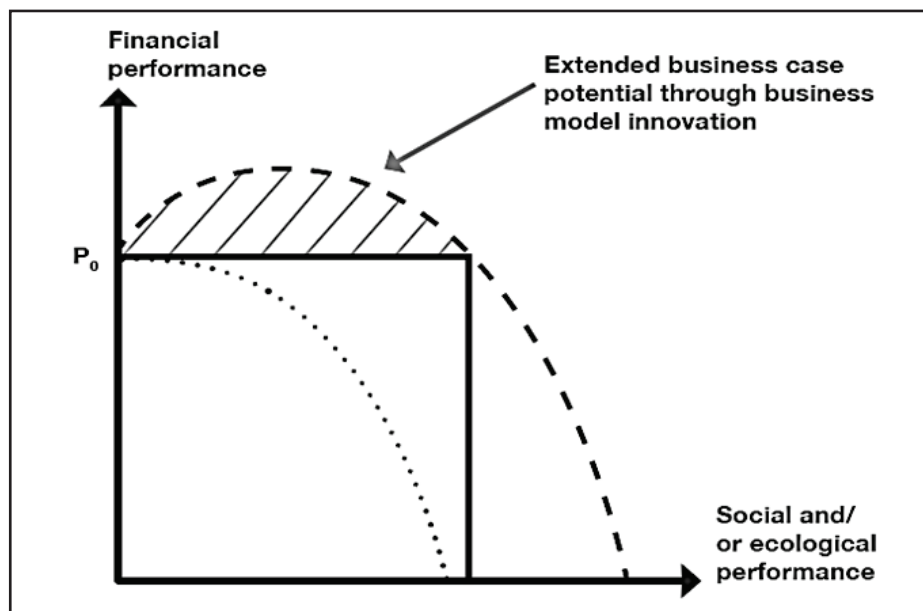 Financial
performance
Extended business case
potential through business
model innovation
P₀
Social and/
or ecological
performance